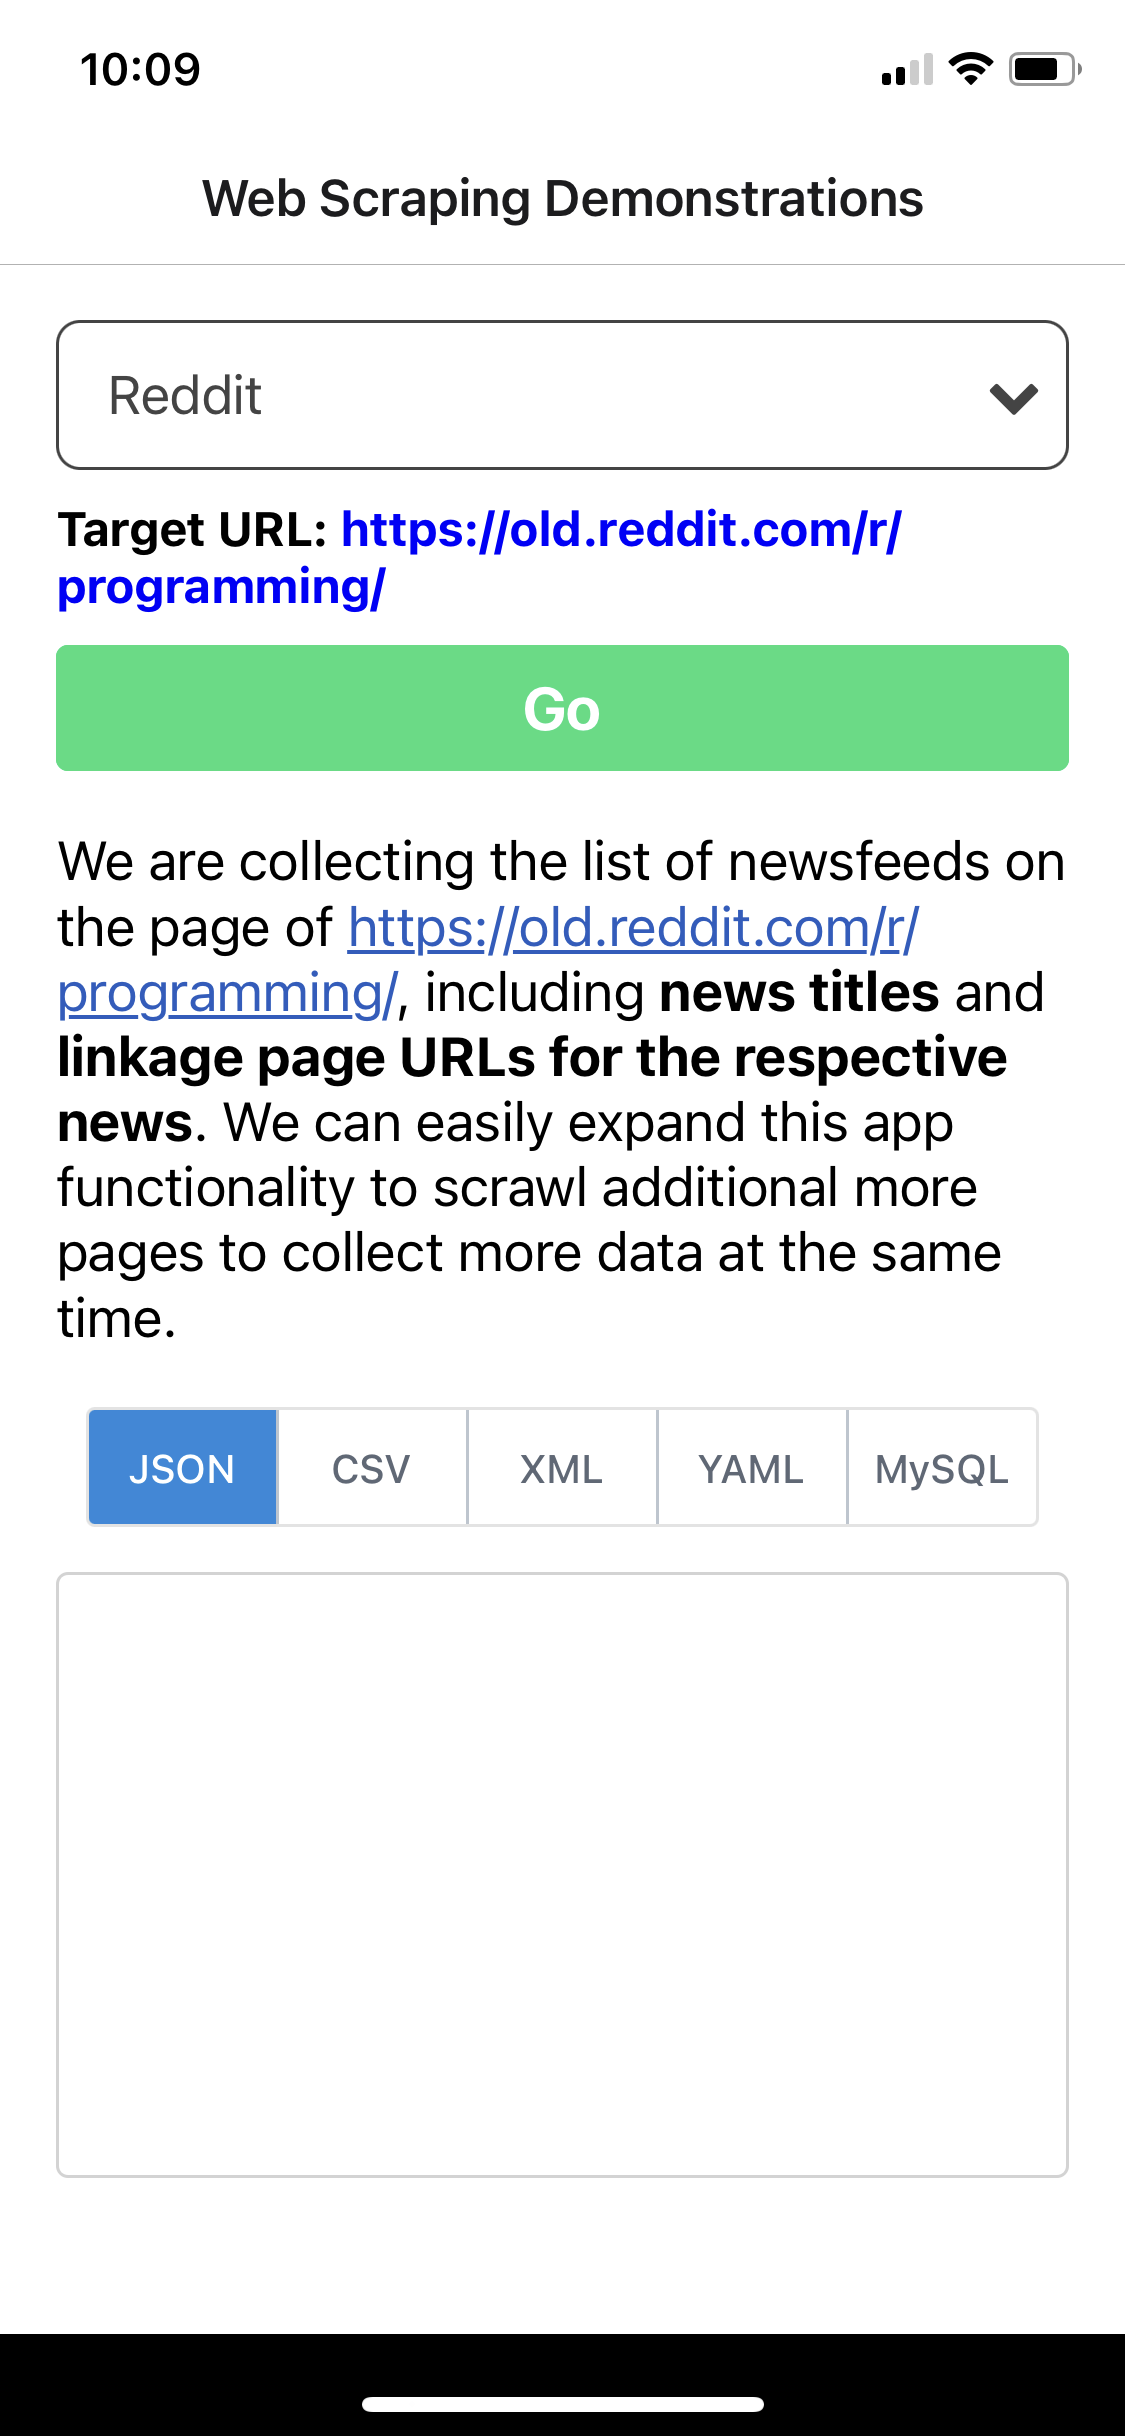 10:09
Web Scraping Demonstrations
Reddit
Target URL: https://old.reddit.com/r/
programming/
Go
We are collecting the list of newsfeeds on
the page of https://old.reddit.com/r/
programming/, including news titles and
linkage page URLs for the respective
news. We can easily expand this app
functionality to scrawl additional more
pages to collect more data at the same
time.
JSON CSV XML YAML MySQL